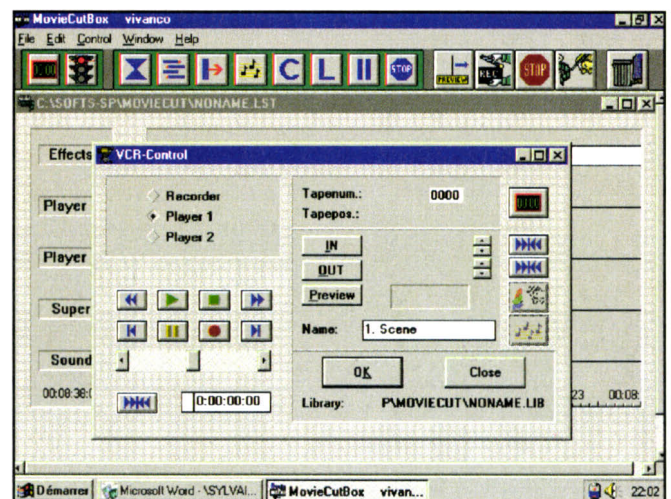 MovieCutBox vivanco
File Edit Control Window Help
PREVIEW REC STOP
C L STOP
C:\SOFTS-SP\MOVIECUT\NONAME.LST
Effects
VCR-Control
Recorder
Player 1
Player 2
Tapenum.: 0000
Tapepos.:
Player
Player
Super
Sound
IN
OUT
Preview
Name: 1. Scene
OK Close
0:00:00:00
Library: P\MOVIECUT\NONAME.LIB
00:08:38:
23 00:08:
Démarrer Microsoft Word - \SYLVAI... MovieCutBox vivan... 22:02